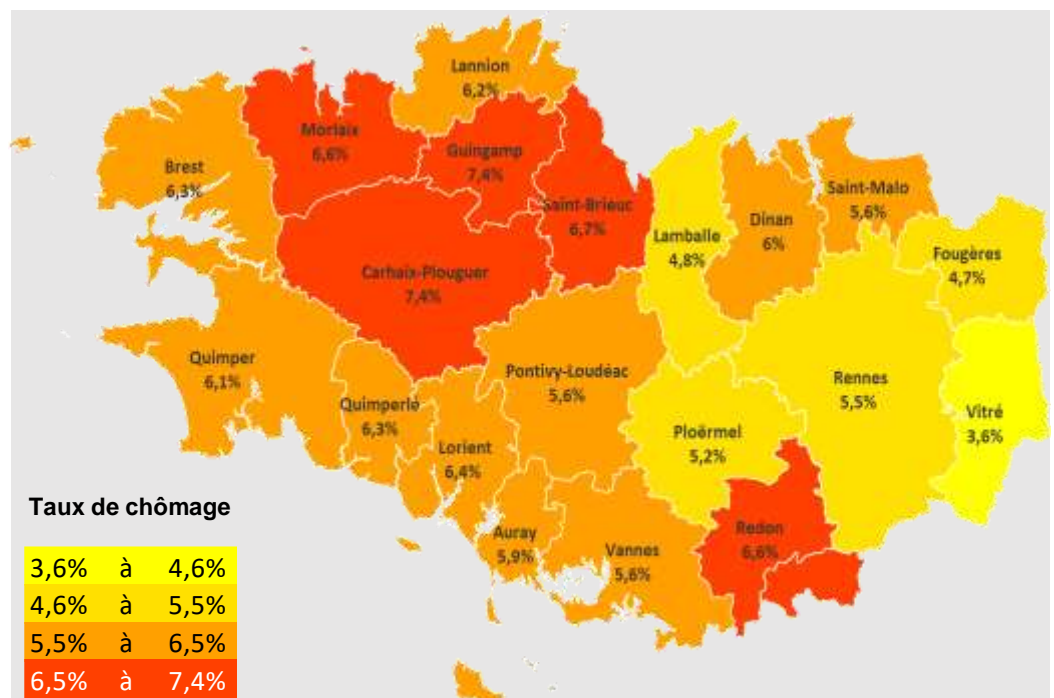 Lannion
6,2%
Morlaix
6,6%
Guingamp
7,4%
Brest
6,3%
Saint-Brieuc
6,7%
Lamballe
4,8%
Dinan
6%
Saint-Malo
5,6%
Fougères
4,7%
Carhaix-Plouguer
7,4%
Quimper
6,1%
Quimperlé
6,3%
Lorient
6,4%
Pontivy-Loudéac
5,6%
Ploërmel
5,2%
Rennes
5,5%
Vitré
3,6%
Auray
5,9%
Vannes
5,6%
Redon
6,6%
Taux de chômage
3,6% à 4,6%
4,6% à 5,5%
5,5% à 6,5%
6,5% à 7,4%